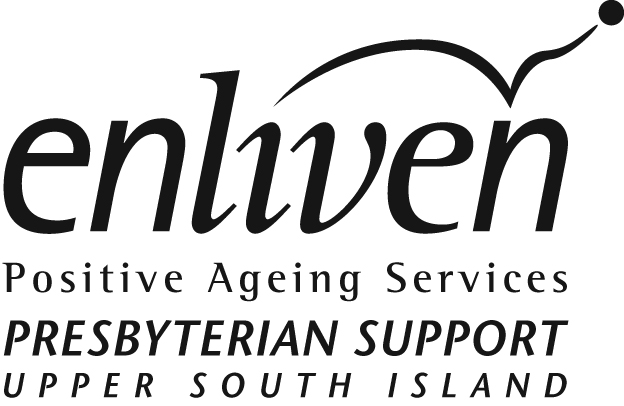 enliven
Positive Ageing Services
PRESBYTERIAN SUPPORT
UPPER SOUTH ISLAND